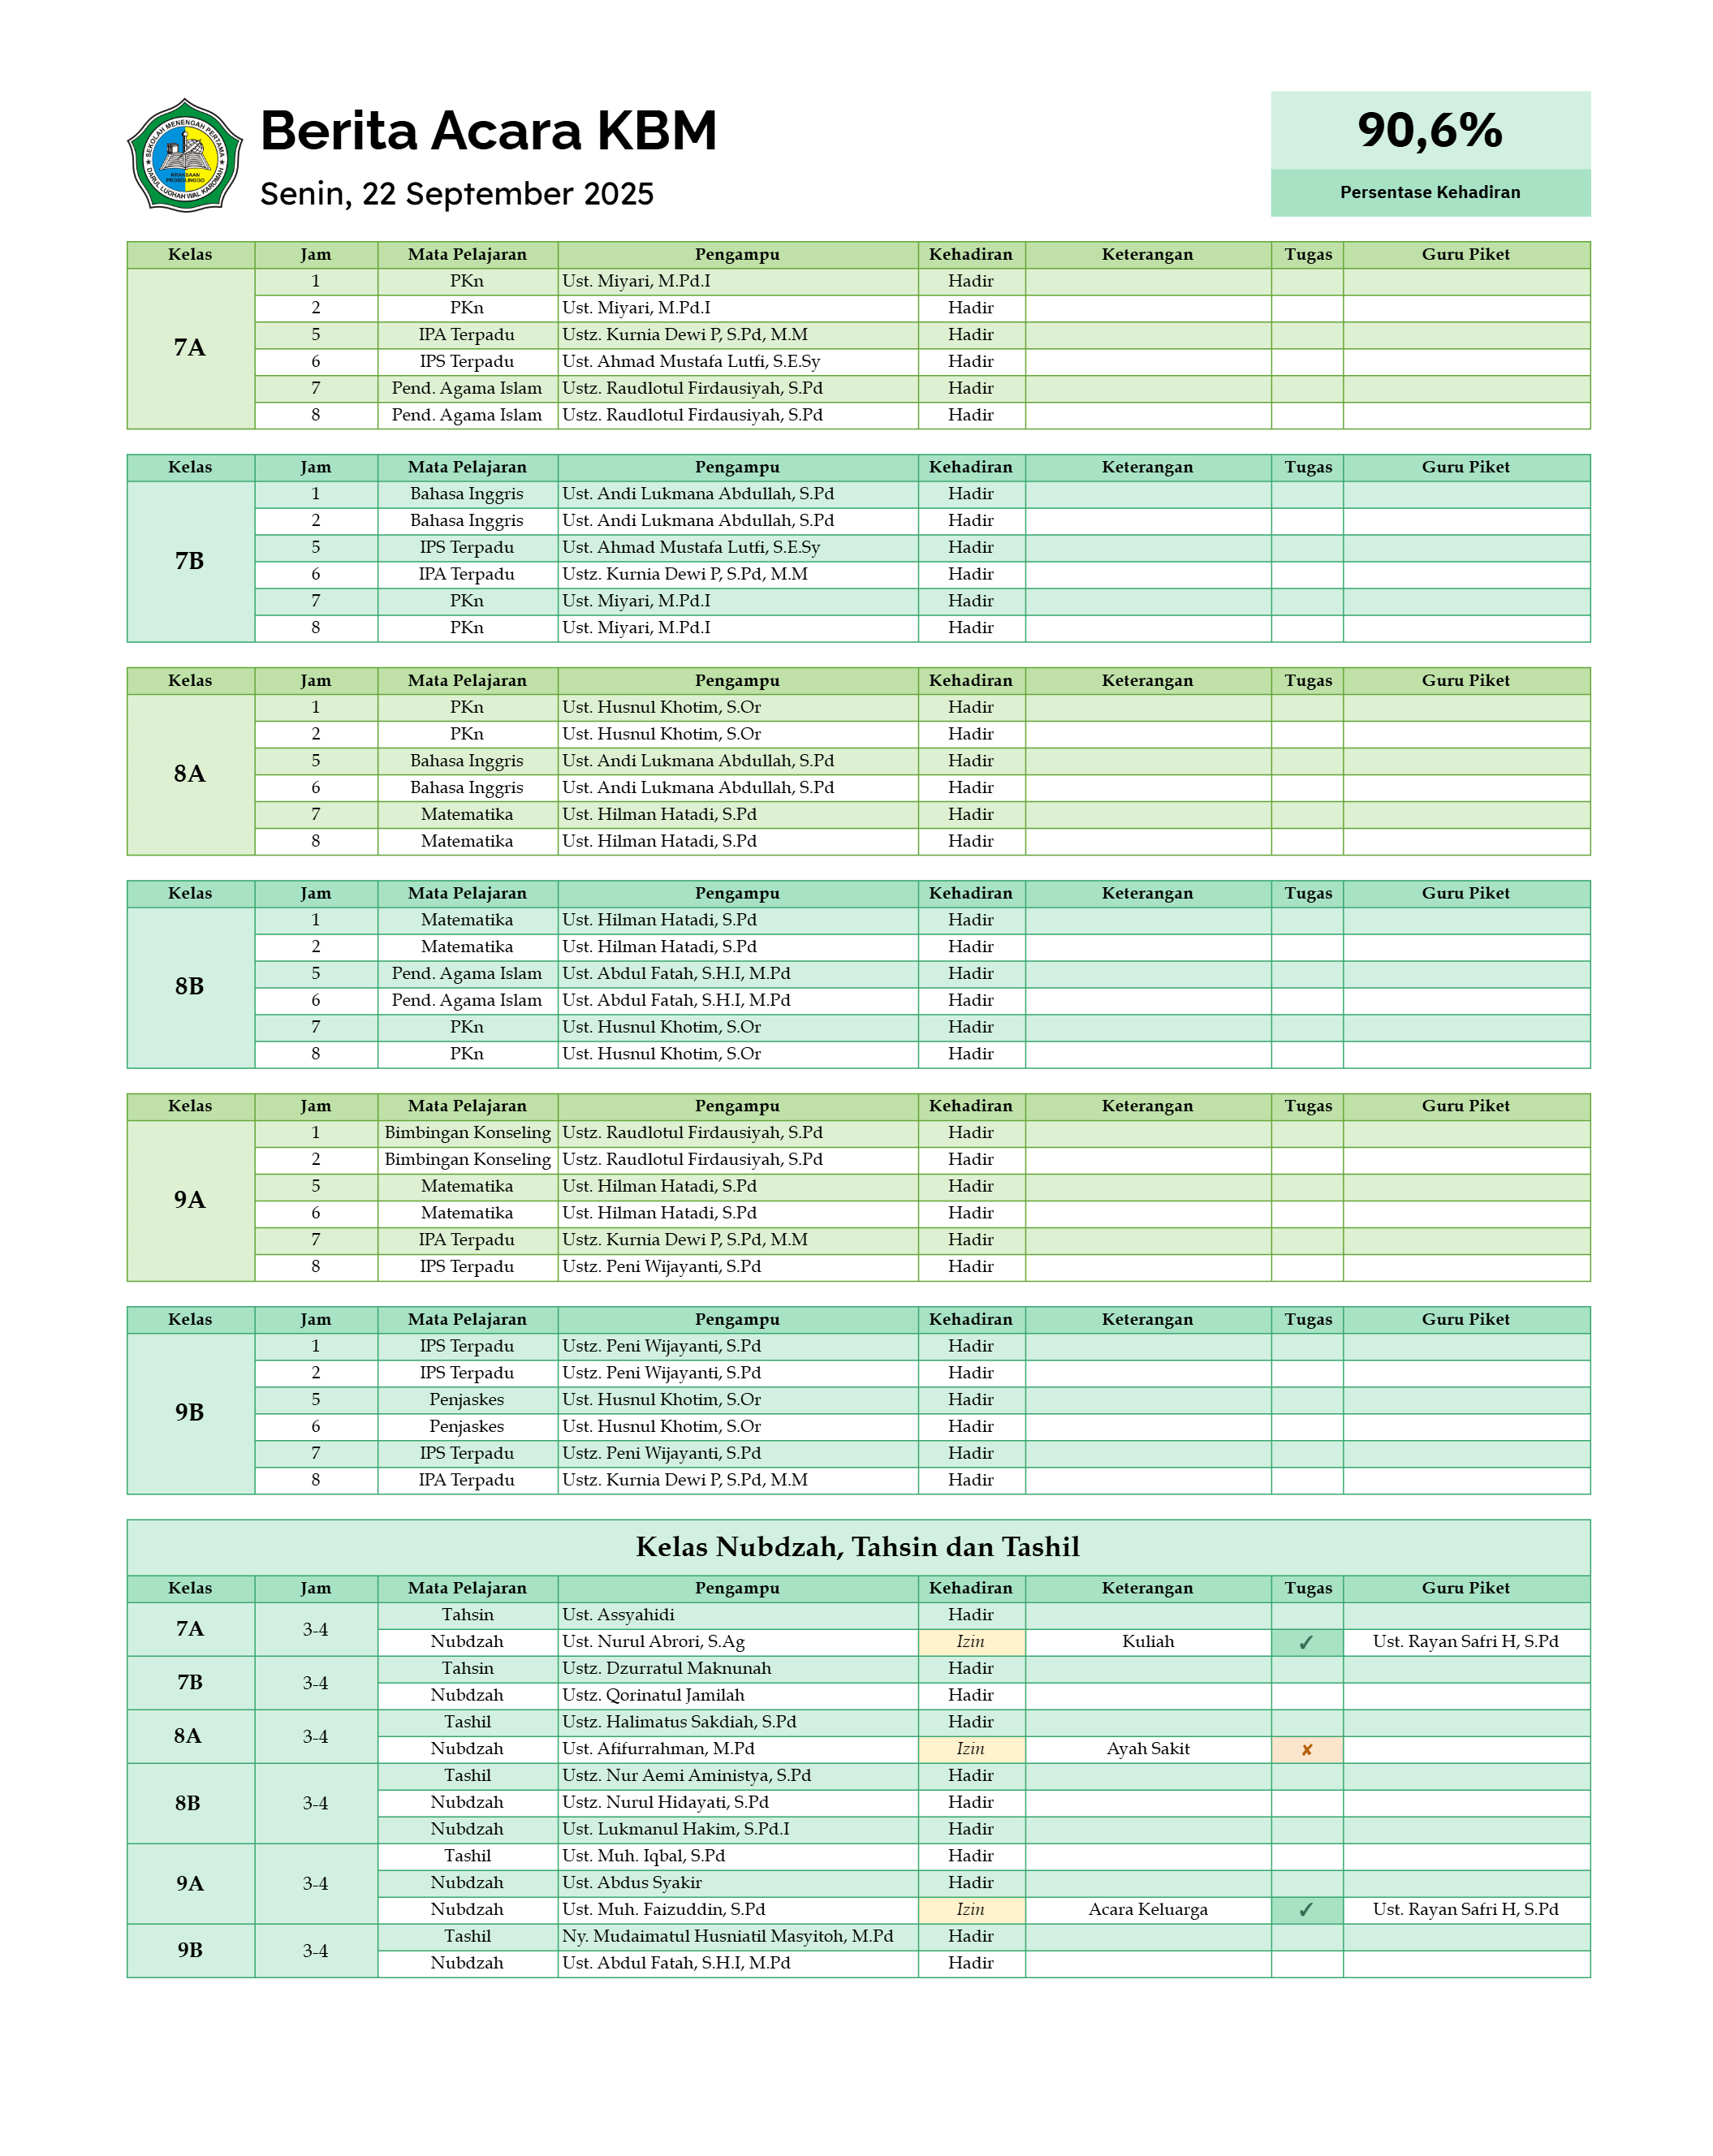 SEKOLAH MENENGAH PERTAMA
DARUL LUGHAH WAL KAROMAH
KRAKSAAN
PROBOLINGGO
Berita Acara KBM
Senin, 22 September 2025
90,6%
Persentase Kehadiran
Kelas Jam Mata Pelajaran Pengampu Kehadiran Keterangan Tugas Guru Piket
7A
1 PKn Ust. Miyari, M.Pd.I Hadir
2 PKn Ust. Miyari, M.Pd.I Hadir
5 IPA Terpadu Ustz. Kurnia Dewi P, S.Pd, M.M Hadir
6 IPS Terpadu Ust. Ahmad Mustafa Lutfi, S.E.Sy Hadir
7 Pend. Agama Islam Ustz. Raudlotul Firdausiyah, S.Pd Hadir
8 Pend. Agama Islam Ustz. Raudlotul Firdausiyah, S.Pd Hadir
Kelas Jam Mata Pelajaran Pengampu Kehadiran Keterangan Tugas Guru Piket
7B
1 Bahasa Inggris Ust. Andi Lukmana Abdullah, S.Pd Hadir
2 Bahasa Inggris Ust. Andi Lukmana Abdullah, S.Pd Hadir
5 IPS Terpadu Ust. Ahmad Mustafa Lutfi, S.E.Sy Hadir
6 IPA Terpadu Ustz. Kurnia Dewi P, S.Pd, M.M Hadir
7 PKn Ust. Miyari, M.Pd.I Hadir
8 PKn Ust. Miyari, M.Pd.I Hadir
Kelas Jam Mata Pelajaran Pengampu Kehadiran Keterangan Tugas Guru Piket
8A
1 PKn Ust. Husnul Khotim, S.Or Hadir
2 PKn Ust. Husnul Khotim, S.Or Hadir
5 Bahasa Inggris Ust. Andi Lukmana Abdullah, S.Pd Hadir
6 Bahasa Inggris Ust. Andi Lukmana Abdullah, S.Pd Hadir
7 Matematika Ust. Hilman Hatadi, S.Pd Hadir
8 Matematika Ust. Hilman Hatadi, S.Pd Hadir
Kelas Jam Mata Pelajaran Pengampu Kehadiran Keterangan Tugas Guru Piket
8B
1 Matematika Ust. Hilman Hatadi, S.Pd Hadir
2 Matematika Ust. Hilman Hatadi, S.Pd Hadir
5 Pend. Agama Islam Ust. Abdul Fatah, S.H.I, M.Pd Hadir
6 Pend. Agama Islam Ust. Abdul Fatah, S.H.I, M.Pd Hadir
7 PKn Ust. Husnul Khotim, S.Or Hadir
8 PKn Ust. Husnul Khotim, S.Or Hadir
Kelas Jam Mata Pelajaran Pengampu Kehadiran Keterangan Tugas Guru Piket
9A
1 Bimbingan Konseling Ustz. Raudlotul Firdausiyah, S.Pd Hadir
2 Bimbingan Konseling Ustz. Raudlotul Firdausiyah, S.Pd Hadir
5 Matematika Ust. Hilman Hatadi, S.Pd Hadir
6 Matematika Ust. Hilman Hatadi, S.Pd Hadir
7 IPA Terpadu Ustz. Kurnia Dewi P, S.Pd, M.M Hadir
8 IPS Terpadu Ustz. Peni Wijayanti, S.Pd Hadir
Kelas Jam Mata Pelajaran Pengampu Kehadiran Keterangan Tugas Guru Piket
9B
1 IPS Terpadu Ustz. Peni Wijayanti, S.Pd Hadir
2 IPS Terpadu Ustz. Peni Wijayanti, S.Pd Hadir
5 Penjaskes Ust. Husnul Khotim, S.Or Hadir
6 Penjaskes Ust. Husnul Khotim, S.Or Hadir
7 IPS Terpadu Ustz. Peni Wijayanti, S.Pd Hadir
8 IPA Terpadu Ustz. Kurnia Dewi P, S.Pd, M.M Hadir
Kelas Nubdzah, Tahsin dan Tashil
Kelas Jam Mata Pelajaran Pengampu Kehadiran Keterangan Tugas Guru Piket
7A 3-4
Tahsin Ust. Assyahidi Hadir
Nubdzah Ust. Nurul Abrori, S.Ag Izin Kuliah ✓ Ust. Rayan Safri H, S.Pd
7B 3-4
Tahsin Ustz. Dzurratul Maknunah Hadir
Nubdzah Ustz. Qorinatul Jamilah Hadir
8A 3-4
Tashil Ustz. Halimatus Sakdiah, S.Pd Hadir
Nubdzah Ust. Afifurrahman, M.Pd Izin Ayah Sakit ✘
8B 3-4
Tashil Ustz. Nur Aemi Aministya, S.Pd Hadir
Nubdzah Ustz. Nurul Hidayati, S.Pd Hadir
Nubdzah Ust. Lukmanul Hakim, S.Pd.I Hadir
9A 3-4
Tashil Ust. Muh. Iqbal, S.Pd Hadir
Nubdzah Ust. Abdus Syakir Hadir
Nubdzah Ust. Muh. Faizuddin, S.Pd Izin Acara Keluarga ✓ Ust. Rayan Safri H, S.Pd
9B 3-4
Tashil Ny. Mudaimatul Husniatil Masyitoh, M.Pd Hadir
Nubdzah Ust. Abdul Fatah, S.H.I, M.Pd Hadir